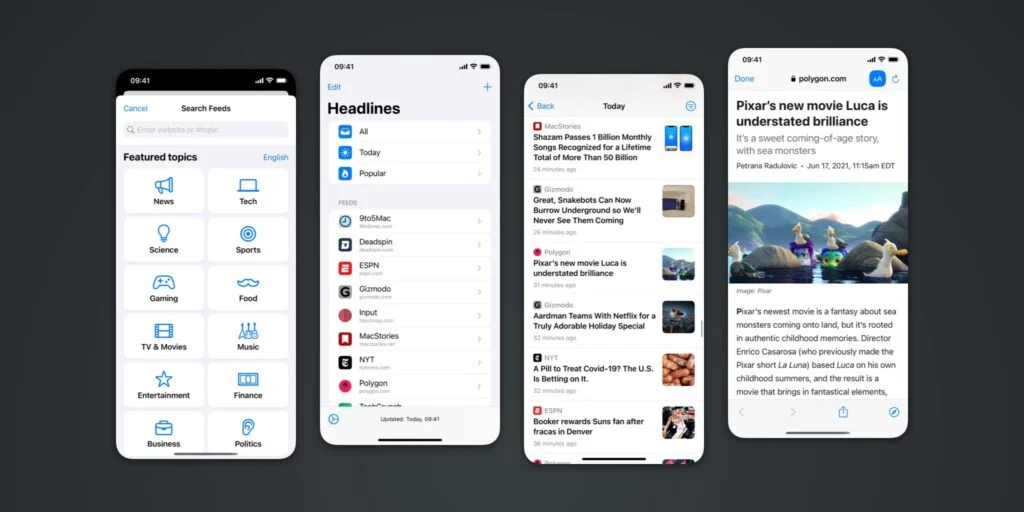 09:41
Cancel
Search Feeds
Enter website or #topic
Featured topics
English
News
Tech
Science
Sports
Gaming
Food
TV & Movies
Music
Entertainment
Finance
Business
Politics
09:41
Edit
Headlines
All
Today
Popular
FEEDS
9to5Mac
9to5mac.com
Deadspin
deadspin.com
ESPN
espn.com
Gizmodo
gizmodo.com
Input
inputmag.com
MacStories
macstories.net
NYT
nytimes.com
Polygon
polygon.com
TechCrunch
Updated: Today, 09:41
09:41
Back
Today
MacStories
Shazam Passes 1 Billion Monthly
Songs Recognized for a Lifetime
Total of More Than 50 Billion
24 minutes ago
Gizmodo
Great, Snakebots Can Now
Burrow Underground so We'll
Never See Them Coming
26 minutes ago
Polygon
Pixar's new movie Luca is
understated brilliance
31 minutes ago
Gizmodo
Aardman Teams With Netflix for a
Truly Adorable Holiday Special
32 minutes ago
NYT
A Pill to Treat Covid-19? The U.S.
Is Betting on It.
32 minutes ago
ESPN
Booker rewards Suns fan after
fracas in Denver
36 minutes ago
Polygon
09:41
Done
polygon.com
AA
Pixar's new movie Luca is
understated brilliance
It's a sweet coming-of-age story,
with sea monsters
Petrana Radulovic • Jun 17, 2021, 11:15am EDT
Image: Pixar
Pixar's newest movie is a fantasy about sea
monsters coming onto land, but it's rooted
in authentic childhood memories. Director
Enrico Casarosa (who previously made the
Pixar short La Luna) based Luca on his own
childhood summers, and the result is a
movie that brings in fantastical elements,